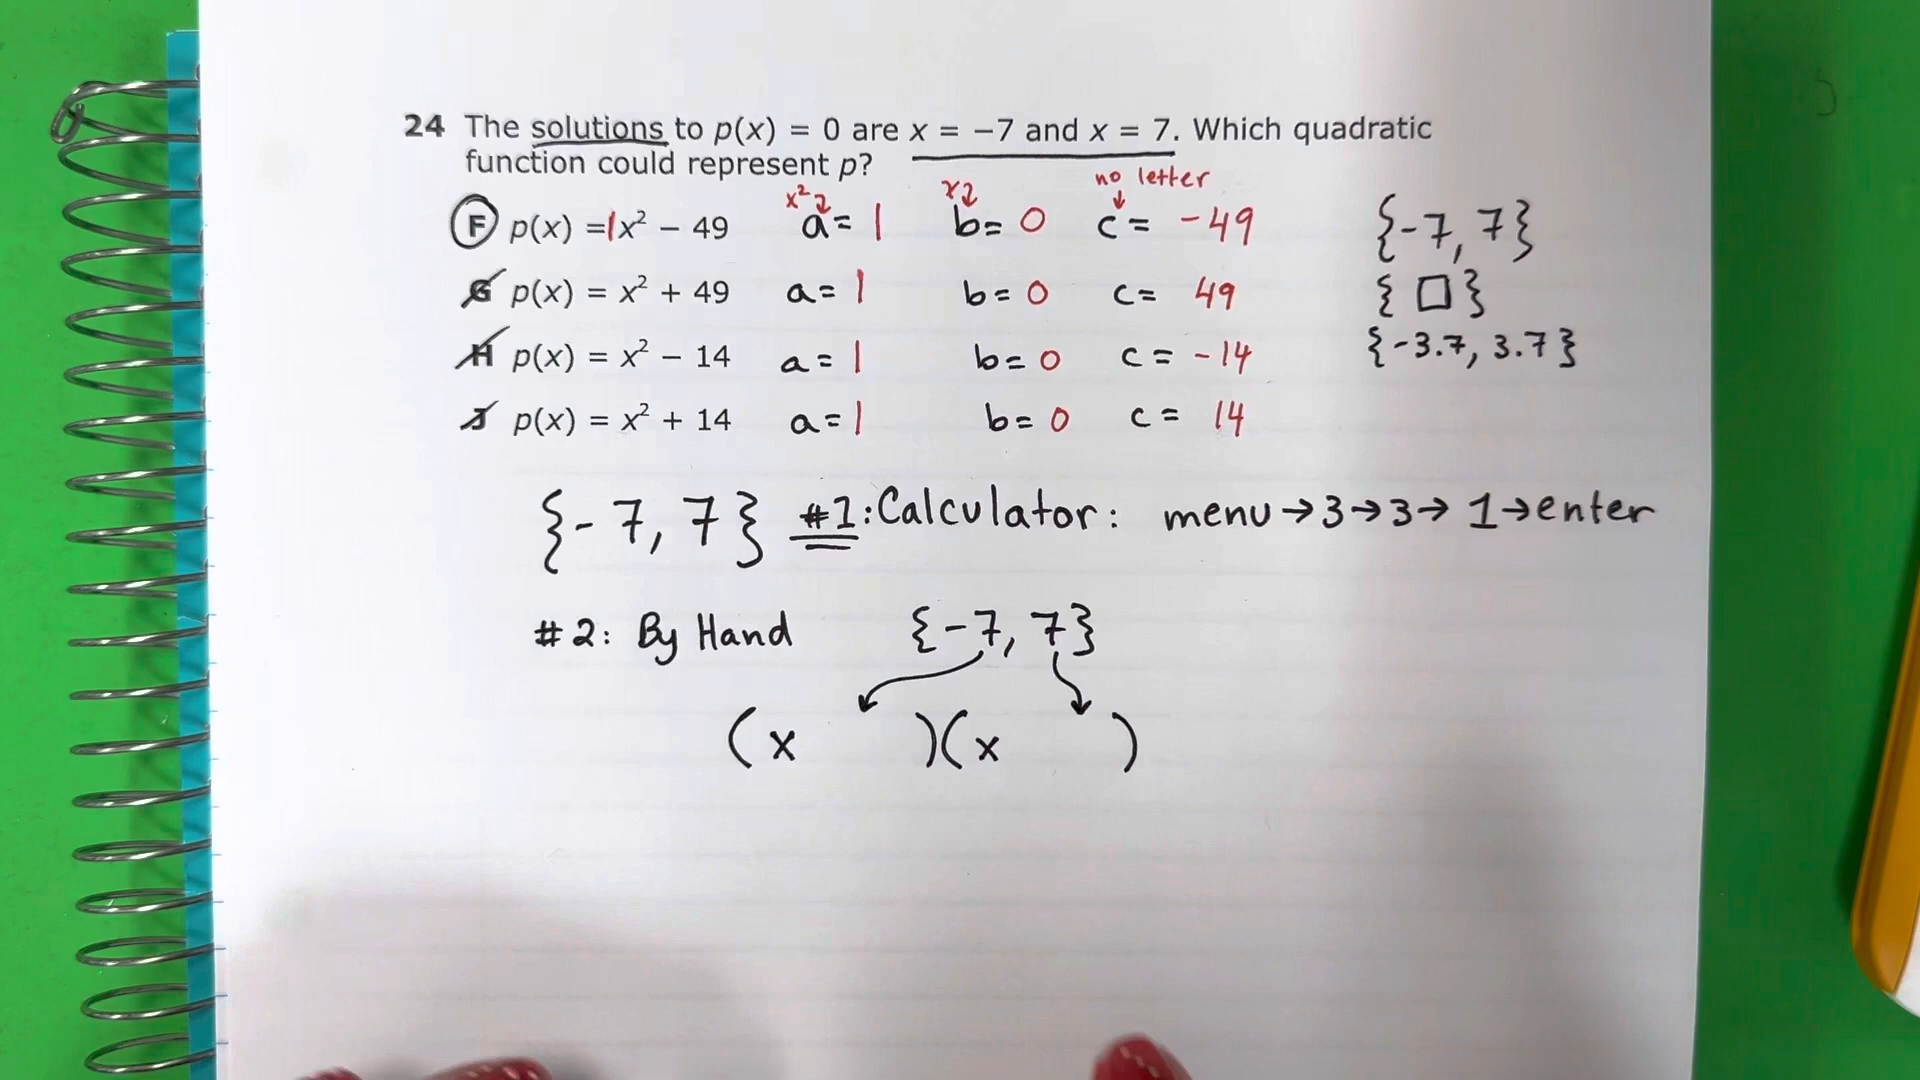 24 The solutions to p(x) = 0 are x = −7 and x = 7. Which quadratic
function could represent p?
x² x no letter
F p(x) = 1x² − 49 a = 1 b = 0 c = -49 {-7, 7}
G p(x) = x² + 49 a = 1 b = 0 c = 49 {□}
H p(x) = x² − 14 a = 1 b = 0 c = -14 {-3.7, 3.7}
J p(x) = x² + 14 a = 1 b = 0 c = 14
{-7, 7} #1: Calculator: menu→3→3→1→enter
#2: By Hand {-7, 7}
(x )(x )